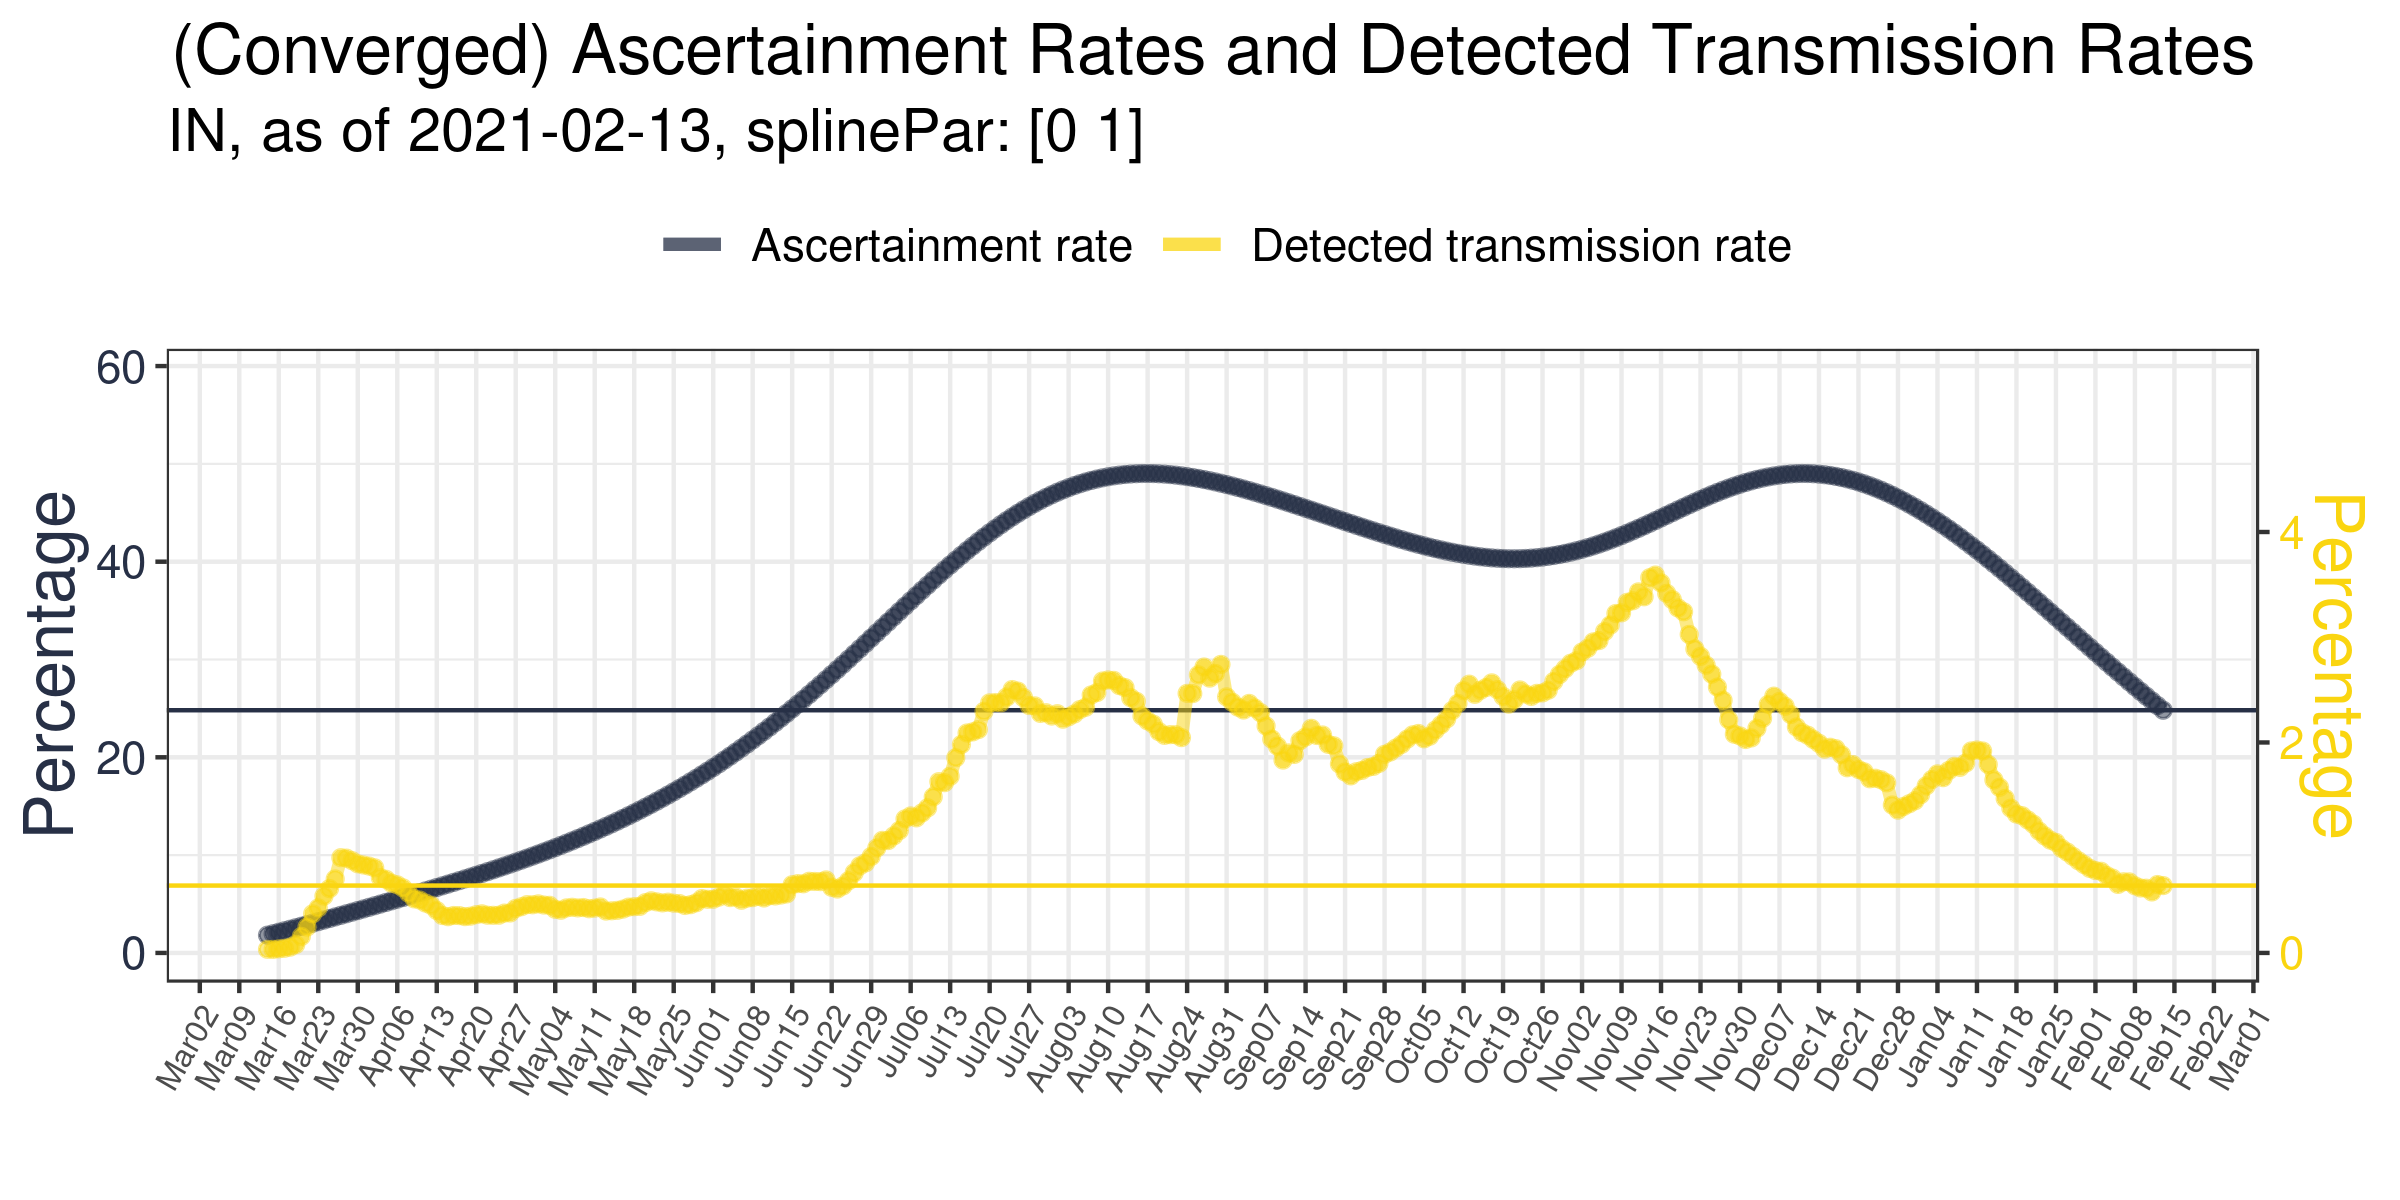 (Converged) Ascertainment Rates and Detected Transmission Rates
IN, as of 2021-02-13, splinePar: [0 1]
Ascertainment rate Detected transmission rate
Percentage
60
40
20
0
4
2
0
Percentage
Mar02 Mar09 Mar16 Mar23 Mar30 Apr06 Apr13 Apr20 Apr27 May04 May11 May18 May25 Jun01 Jun08 Jun15 Jun22 Jun29 Jul06 Jul13 Jul20 Jul27 Aug03 Aug10 Aug17 Aug24 Aug31 Sep07 Sep14 Sep21 Sep28 Oct05 Oct12 Oct19 Oct26 Nov02 Nov09 Nov16 Nov23 Nov30 Dec07 Dec14 Dec21 Dec28 Jan04 Jan11 Jan18 Jan25 Feb01 Feb08 Feb15 Feb22 Mar01